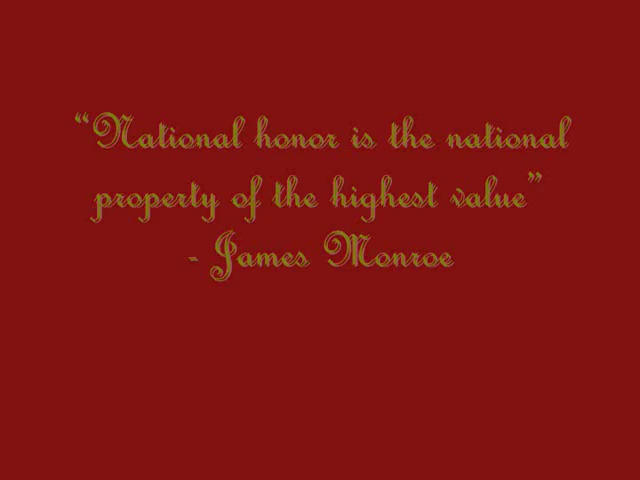 “National honor is the national
property of the highest value”
- James Monroe